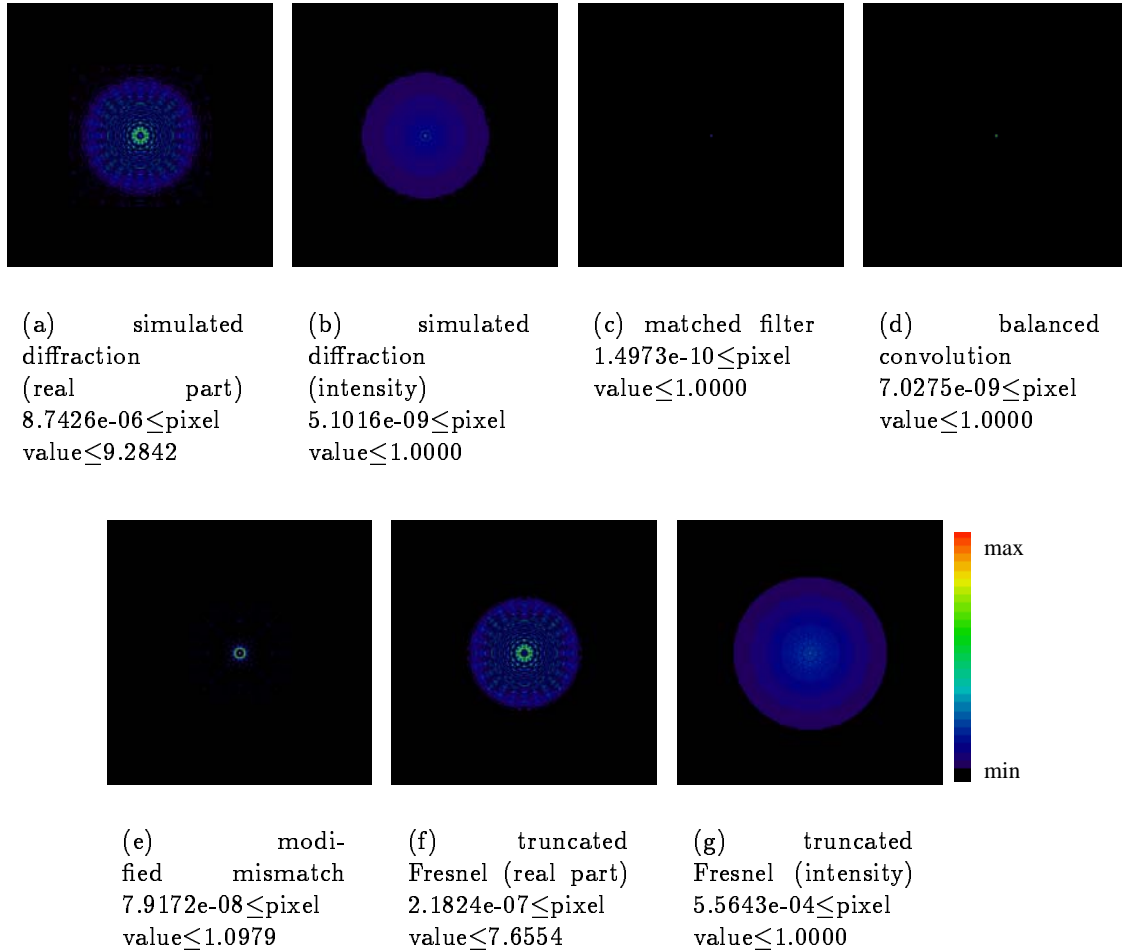 (a) simulated
diffraction
(real part)
8.7426e-06≤pixel
value≤9.2842
(b) simulated
diffraction
(intensity)
5.1016e-09≤pixel
value≤1.0000
(c) matched filter
1.4973e-10≤pixel
value≤1.0000
(d) balanced
convolution
7.0275e-09≤pixel
value≤1.0000
max
min
(e) modi-
fied mismatch
7.9172e-08≤pixel
value≤1.0979
(f) truncated
Fresnel (real part)
2.1824e-07≤pixel
value≤7.6554
(g) truncated
Fresnel (intensity)
5.5643e-04≤pixel
value≤1.0000